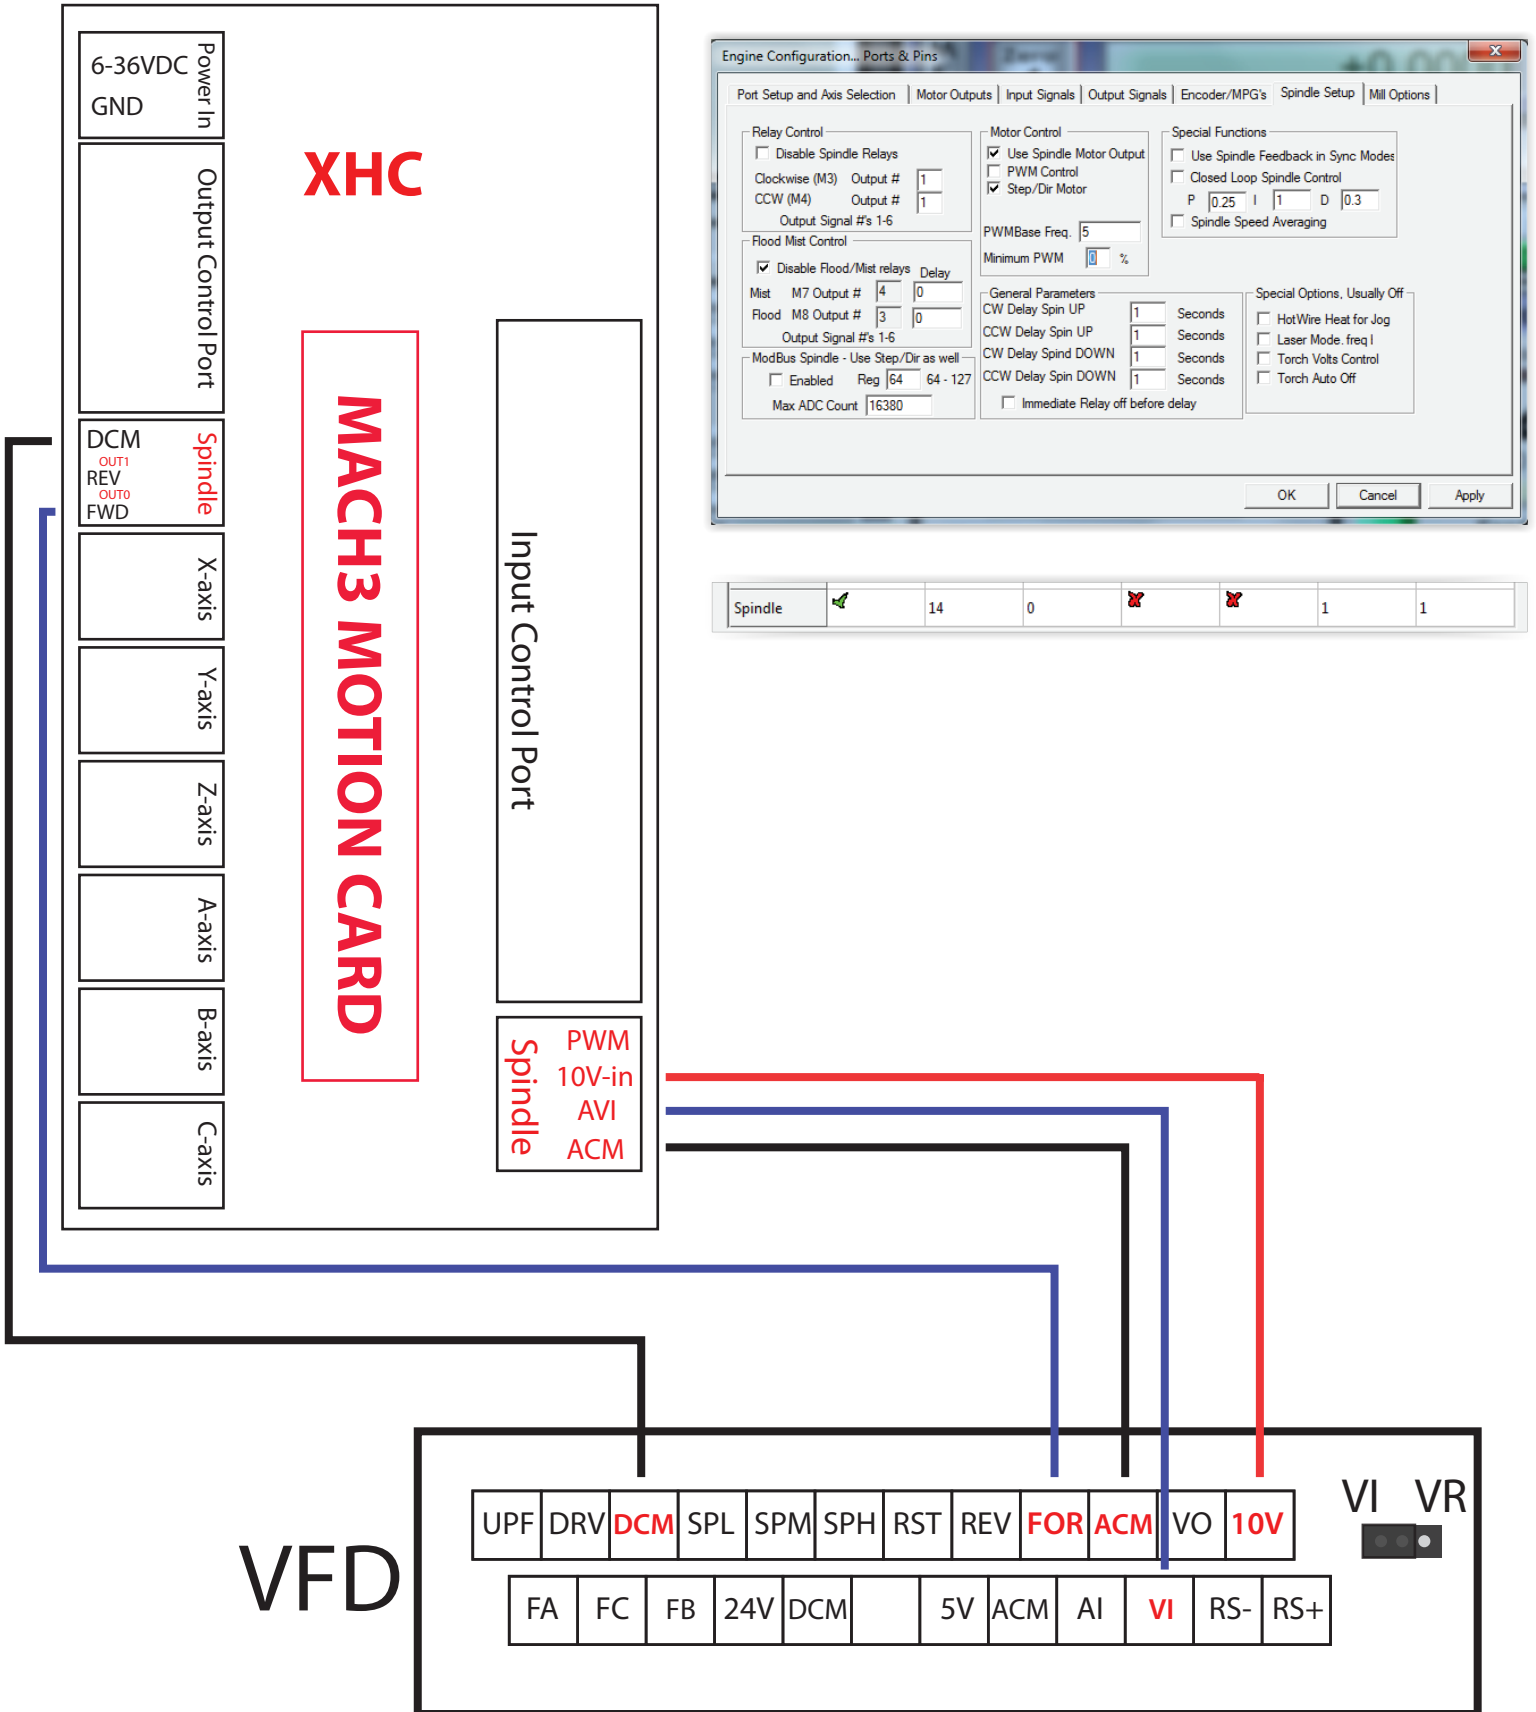 6-36VDC
GND
Power In
Output Control Port
XHC
MACH3 MOTION CARD
Input Control Port
DCM
OUT1
REV
OUT0
FWD
Spindle
X-axis
Y-axis
Z-axis
A-axis
B-axis
C-axis
Spindle
PWM
10V-in
AVI
ACM
Engine Configuration... Ports & Pins
Port Setup and Axis Selection Motor Outputs Input Signals Output Signals Encoder/MPG's Spindle Setup Mill Options
Relay Control
Disable Spindle Relays
Clockwise (M3) Output # 1
CCW (M4) Output # 1
Output Signal #'s 1-6
Flood Mist Control
Disable Flood/Mist relays Delay
Mist M7 Output # 4 0
Flood M8 Output # 3 0
Output Signal #'s 1-6
ModBus Spindle - Use Step/Dir as well
Enabled Reg 64 64 - 127
Max ADC Count 16380
Motor Control
Use Spindle Motor Output
PWM Control
Step/Dir Motor
PWMBase Freq. 5
Minimum PWM 0 %
General Parameters
CW Delay Spin UP 1 Seconds
CCW Delay Spin UP 1 Seconds
CW Delay Spind DOWN 1 Seconds
CCW Delay Spin DOWN 1 Seconds
Immediate Relay off before delay
Special Functions
Use Spindle Feedback in Sync Modes
Closed Loop Spindle Control
P 0.25 I 1 D 0.3
Spindle Speed Averaging
Special Options, Usually Off
HotWire Heat for Jog
Laser Mode. freq I
Torch Volts Control
Torch Auto Off
OK Cancel Apply
Spindle 14 0 1 1
VFD
UPF DRV DCM SPL SPM SPH RST REV FOR ACM VO 10V
FA FC FB 24V DCM 5V ACM AI VI RS- RS+
VI VR